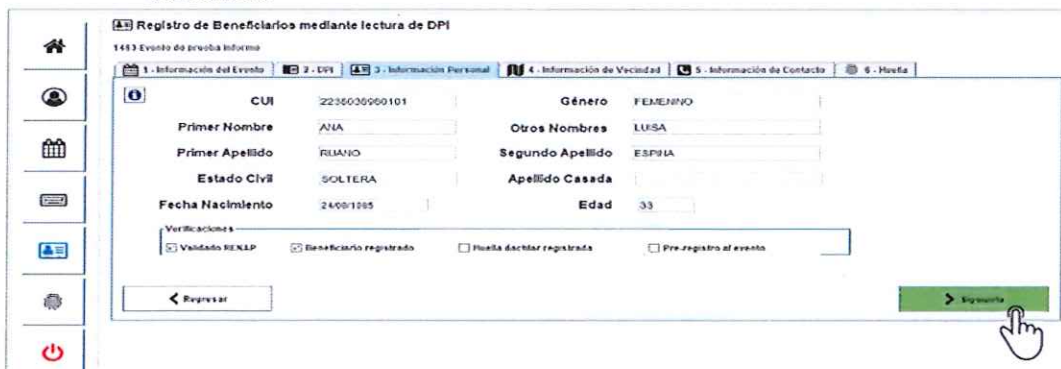 Registro de Beneficiarios mediante lectura de DPI
1483 Evento de prueba Informe
1 - Información del Evento 2 - DPI 3 - Información Personal 4 - Información de Vecindad 5 - Información de Contacto 6 - Huella
CUI Género FEMENINO
Primer Nombre ANA Otros Nombres LUISA
Primer Apellido RUANO Segundo Apellido ESPINA
Estado Civil SOLTERA Apellido Casada
Fecha Nacimiento Edad 33
Verificaciones
Validado RENAP Beneficiario registrado Huella dactilar registrada Pre-registro al evento
Regresar Siguiente